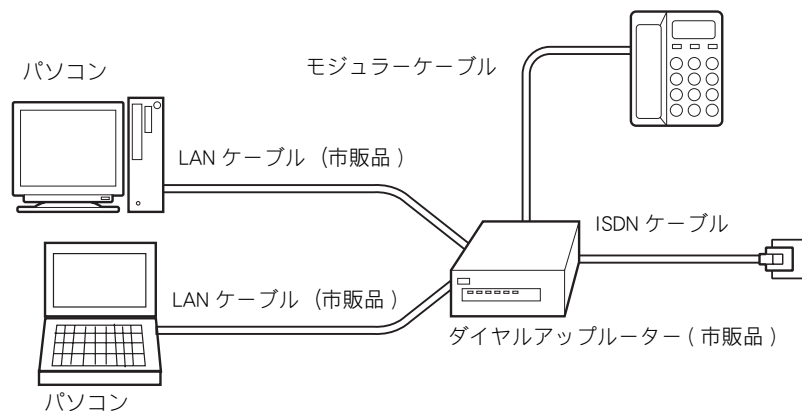 パソコン
モジュラーケーブル
LAN ケーブル (市販品 )
ISDN ケーブル
LAN ケーブル (市販品 )
ダイヤルアップルーター ( 市販品 )
パソコン